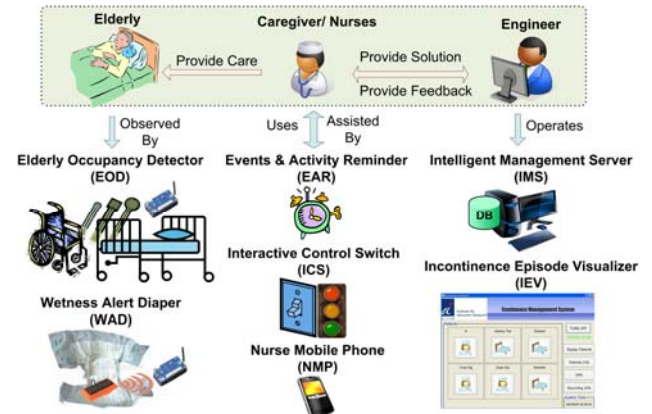 Elderly
Caregiver/ Nurses
Engineer
Provide Care
Provide Solution
Provide Feedback
Observed
By
Uses
Assisted
By
Operates
Elderly Occupancy Detector
(EOD)
Events & Activity Reminder
(EAR)
Intelligent Management Server
(IMS)
DB
Interactive Control Switch
(ICS)
Incontinence Episode Visualizer
(IEV)
Wetness Alert Diaper
(WAD)
Nurse Mobile Phone
(NMP)
Continence Management System